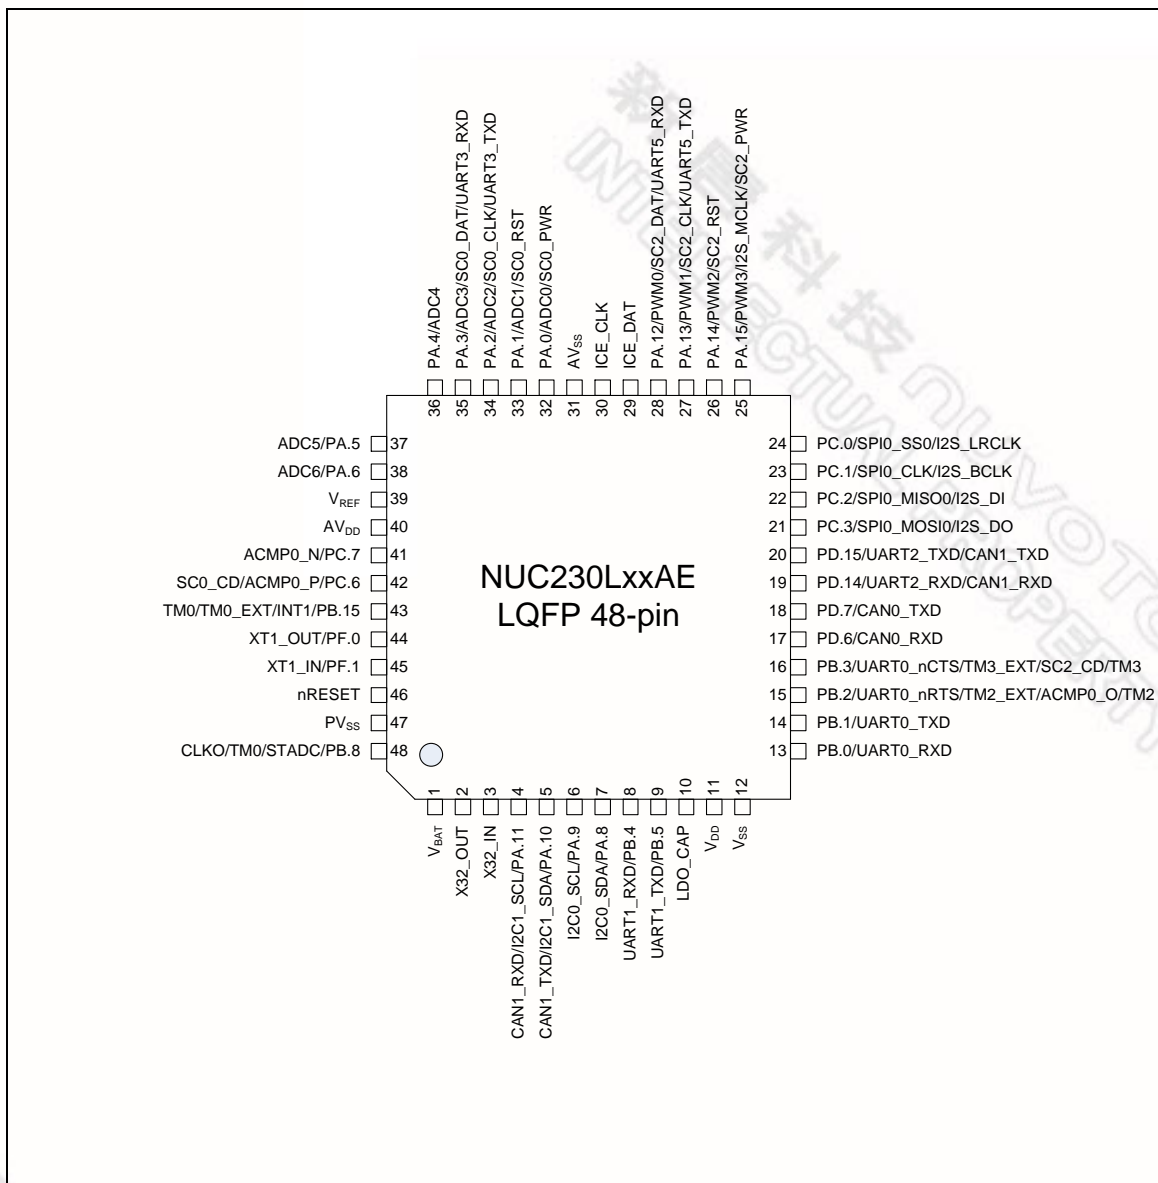 PA.4/ADC4
PA.3/ADC3/SC0_DAT/UART3_RXD
PA.2/ADC2/SC0_CLK/UART3_TXD
PA.1/ADC1/SC0_RST
PA.0/ADC0/SC0_PWR
AVSS
ICE_CLK
ICE_DAT
PA.12/PWM0/SC2_DAT/UART5_RXD
PA.13/PWM1/SC2_CLK/UART5_TXD
PA.14/PWM2/SC2_RST
PA.15/PWM3/I2S_MCLK/SC2_PWR
36
35
34
33
32
31
30
29
28
27
26
25
ADC5/PA.5 37
ADC6/PA.6 38
VREF 39
AVDD 40
ACMP0_N/PC.7 41
SC0_CD/ACMP0_P/PC.6 42
TM0/TM0_EXT/INT1/PB.15 43
XT1_OUT/PF.0 44
XT1_IN/PF.1 45
nRESET 46
PVSS 47
CLKO/TM0/STADC/PB.8 48
NUC230LxxAE
LQFP 48-pin
24 PC.0/SPI0_SS0/I2S_LRCLK
23 PC.1/SPI0_CLK/I2S_BCLK
22 PC.2/SPI0_MISO0/I2S_DI
21 PC.3/SPI0_MOSI0/I2S_DO
20 PD.15/UART2_TXD/CAN1_TXD
19 PD.14/UART2_RXD/CAN1_RXD
18 PD.7/CAN0_TXD
17 PD.6/CAN0_RXD
16 PB.3/UART0_nCTS/TM3_EXT/SC2_CD/TM3
15 PB.2/UART0_nRTS/TM2_EXT/ACMP0_O/TM2
14 PB.1/UART0_TXD
13 PB.0/UART0_RXD
1
2
3
4
5
6
7
8
9
10
11
12
VBAT
X32_OUT
X32_IN
CAN1_RXD/I2C1_SCL/PA.11
CAN1_TXD/I2C1_SDA/PA.10
I2C0_SCL/PA.9
I2C0_SDA/PA.8
UART1_RXD/PB.4
UART1_TXD/PB.5
LDO_CAP
VDD
VSS
新唐科技 nuvoTo
INTELLECTUAL PROPERTY